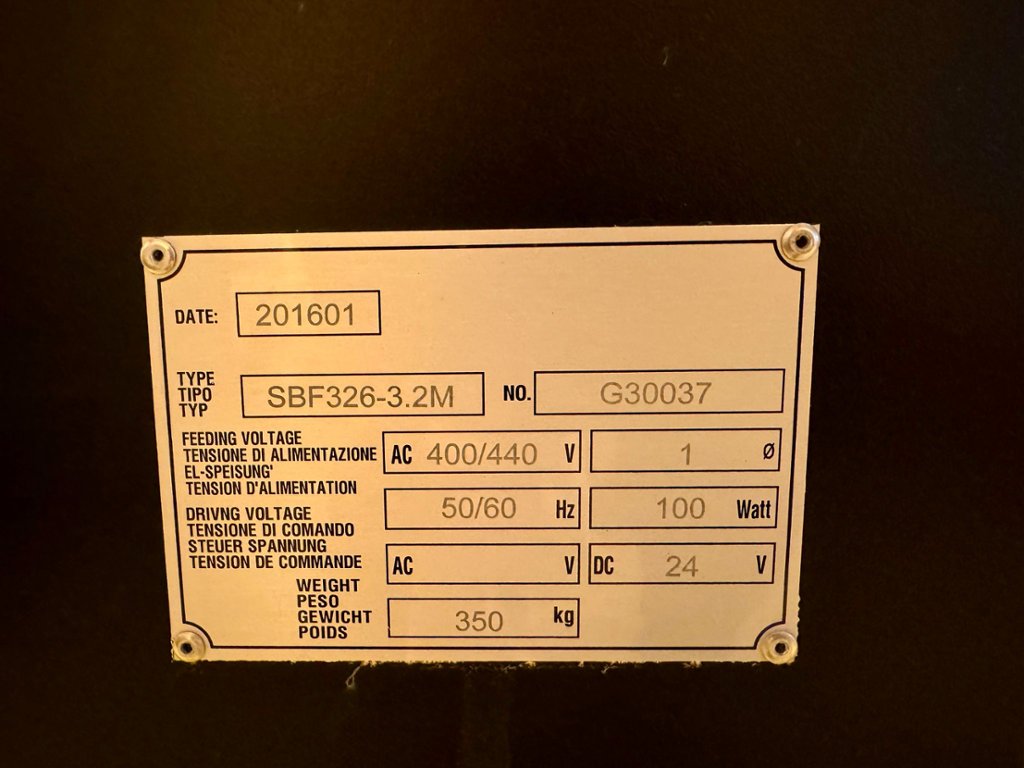 DATE: 201601
TYPE
TIPO
TYP
SBF326-3.2M
NO. G30037
FEEDING VOLTAGE
TENSIONE DI ALIMENTAZIONE
EL-SPEISUNG'
TENSION D'ALIMENTATION
AC 400/440 V
1 Ø
50/60 Hz
100 Watt
DRIVNG VOLTAGE
TENSIONE DI COMANDO
STEUER SPANNUNG
TENSION DE COMMANDE
AC V
DC 24 V
WEIGHT
PESO
GEWICHT
POIDS
350 kg